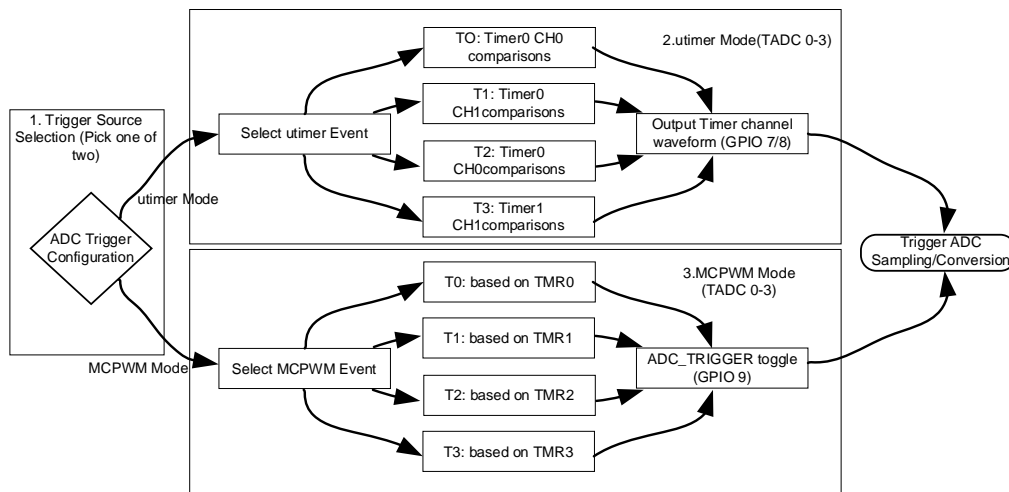 1. Trigger Source
Selection (Pick one of
two)
utimer Mode
ADC Trigger
Configuration
MCPWM Mode
2.utimer Mode(TADC 0-3)
Select utimer Event
TO: Timer0 CH0
comparisons
T1: Timer0
CH1comparisons
T2: Timer0
CH0comparisons
T3: Timer1
CH1comparisons
Output Timer channel
waveform (GPIO 7/8)
3.MCPWM Mode
(TADC 0-3)
Select MCPWM Event
T0: based on TMR0
T1: based on TMR1
T2: based on TMR2
T3: based on TMR3
ADC_TRIGGER toggle
(GPIO 9)
Trigger ADC
Sampling/Conversion